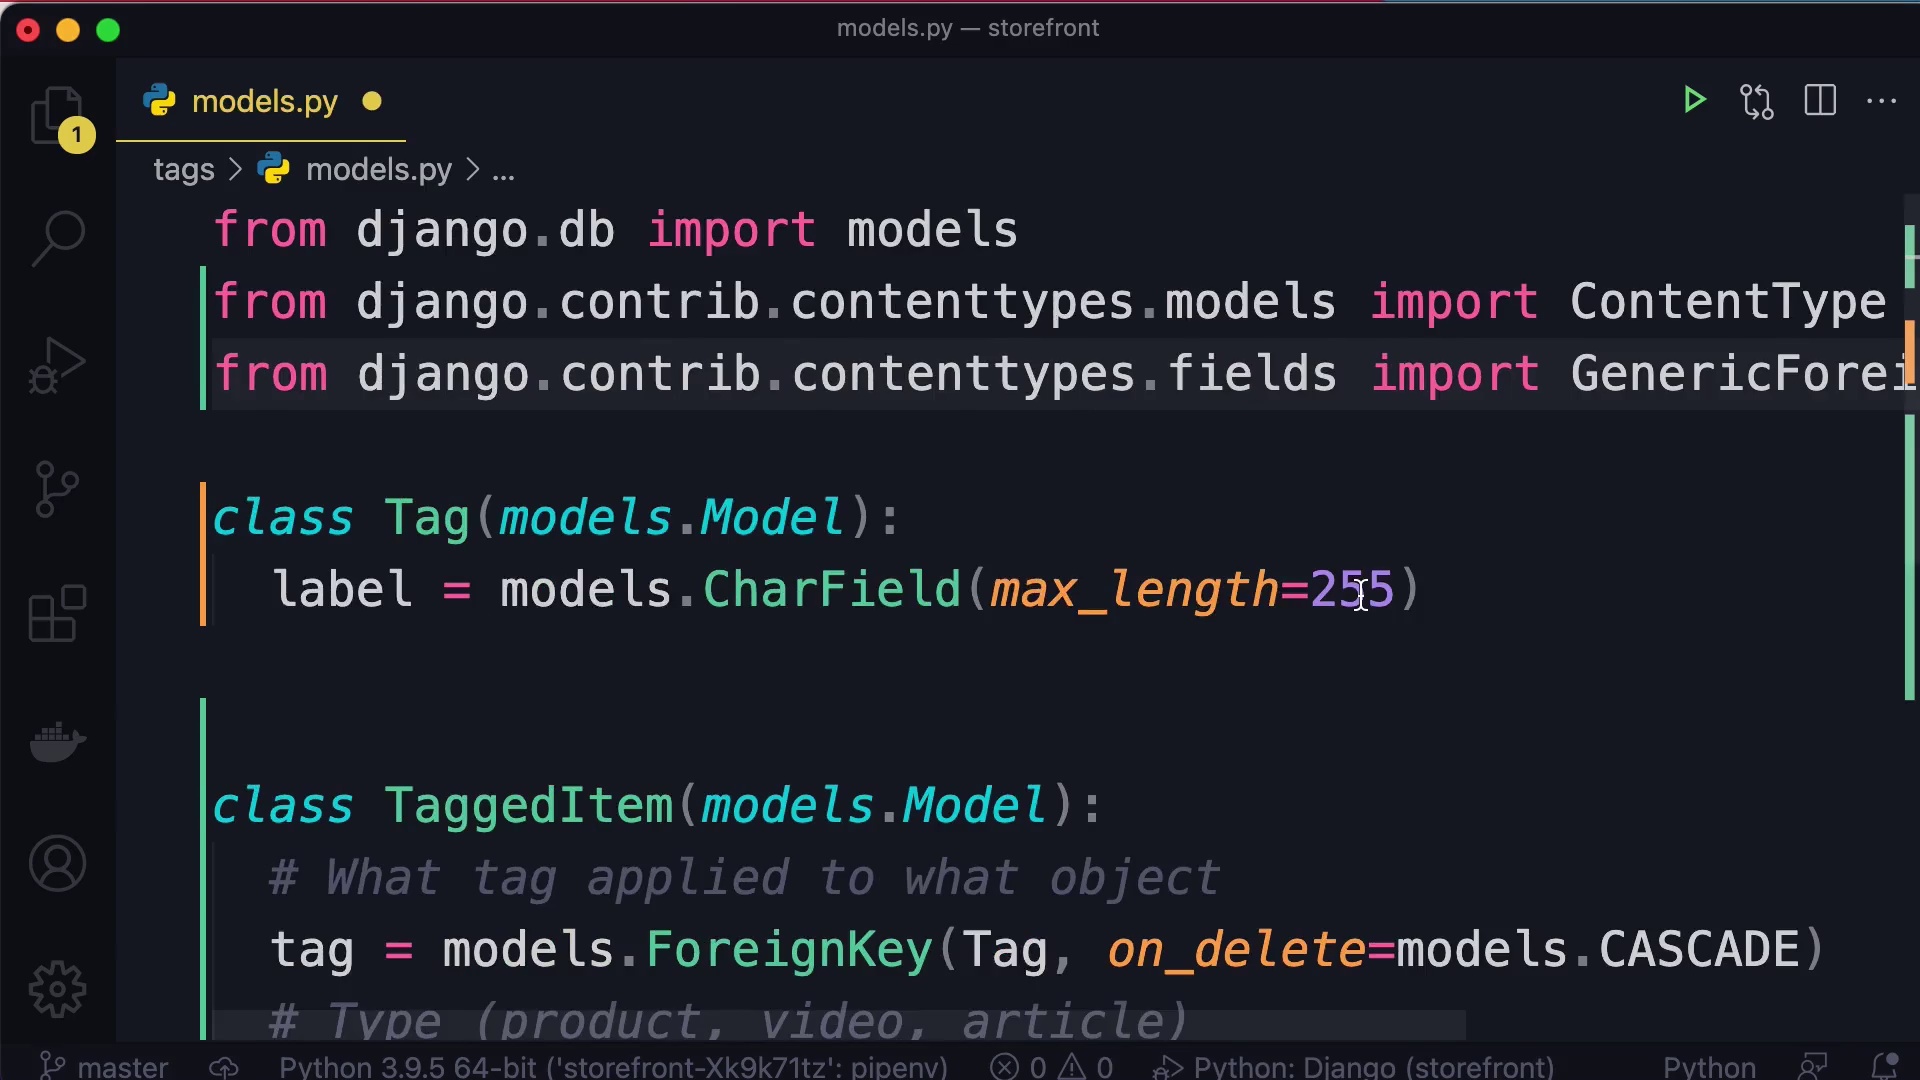 models.py — storefront
models.py
1
tags > models.py > ...
from django.db import models
from django.contrib.contenttypes.models import ContentType
from django.contrib.contenttypes.fields import GenericForei
class Tag(models.Model):
label = models.CharField(max_length=255)
class TaggedItem(models.Model):
# What tag applied to what object
tag = models.ForeignKey(Tag, on_delete=models.CASCADE)
# Type (product, video, article)
master Python 3.9.5 64-bit ('storefront-Xk9k71tz': pipenv) 0 0 Python: Django (storefront) Python